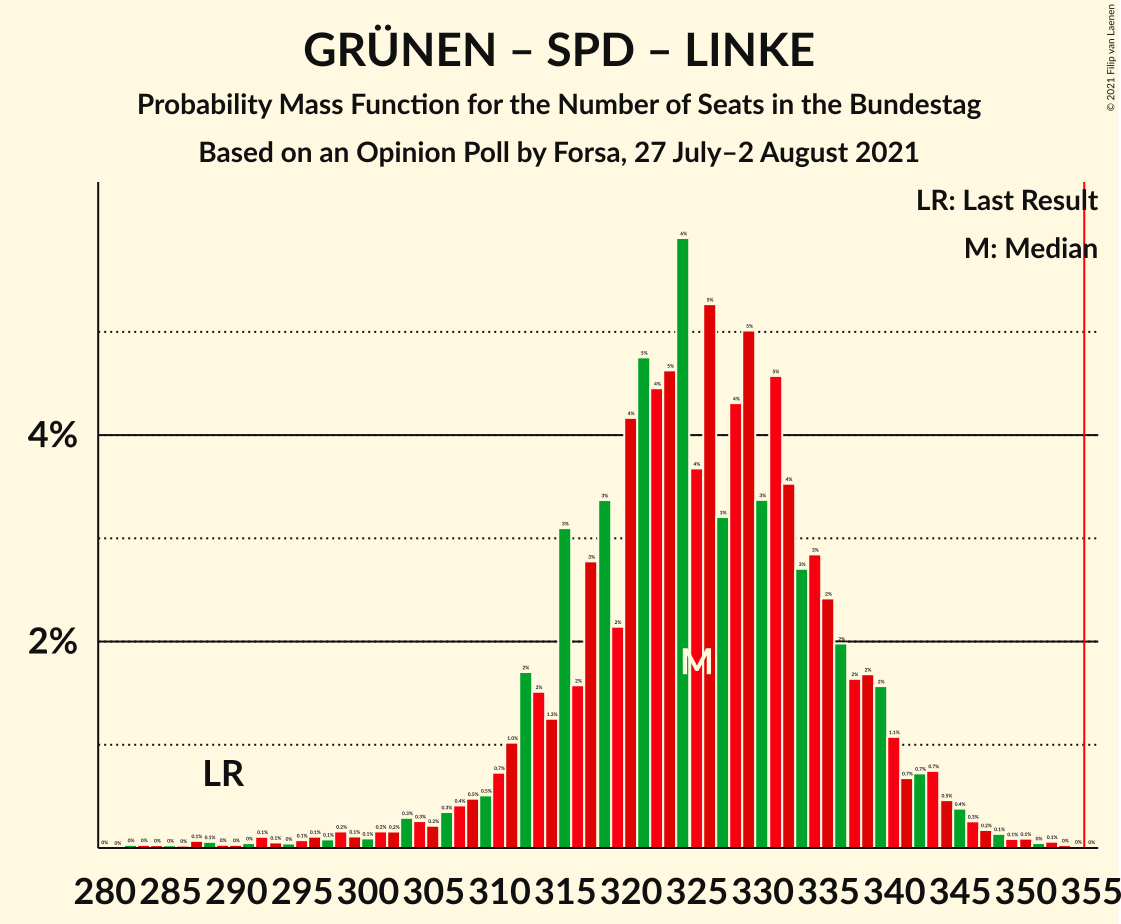 GRÜNEN – SPD – LINKE
Probability Mass Function for the Number of Seats in the Bundestag
Based on an Opinion Poll by Forsa, 27 July–2 August 2021
© 2021 Filip van Laenen
LR: Last Result
M: Median
4%
2%
LR
M
280 285 290 295 300 305 310 315 320 325 330 335 340 345 350 355